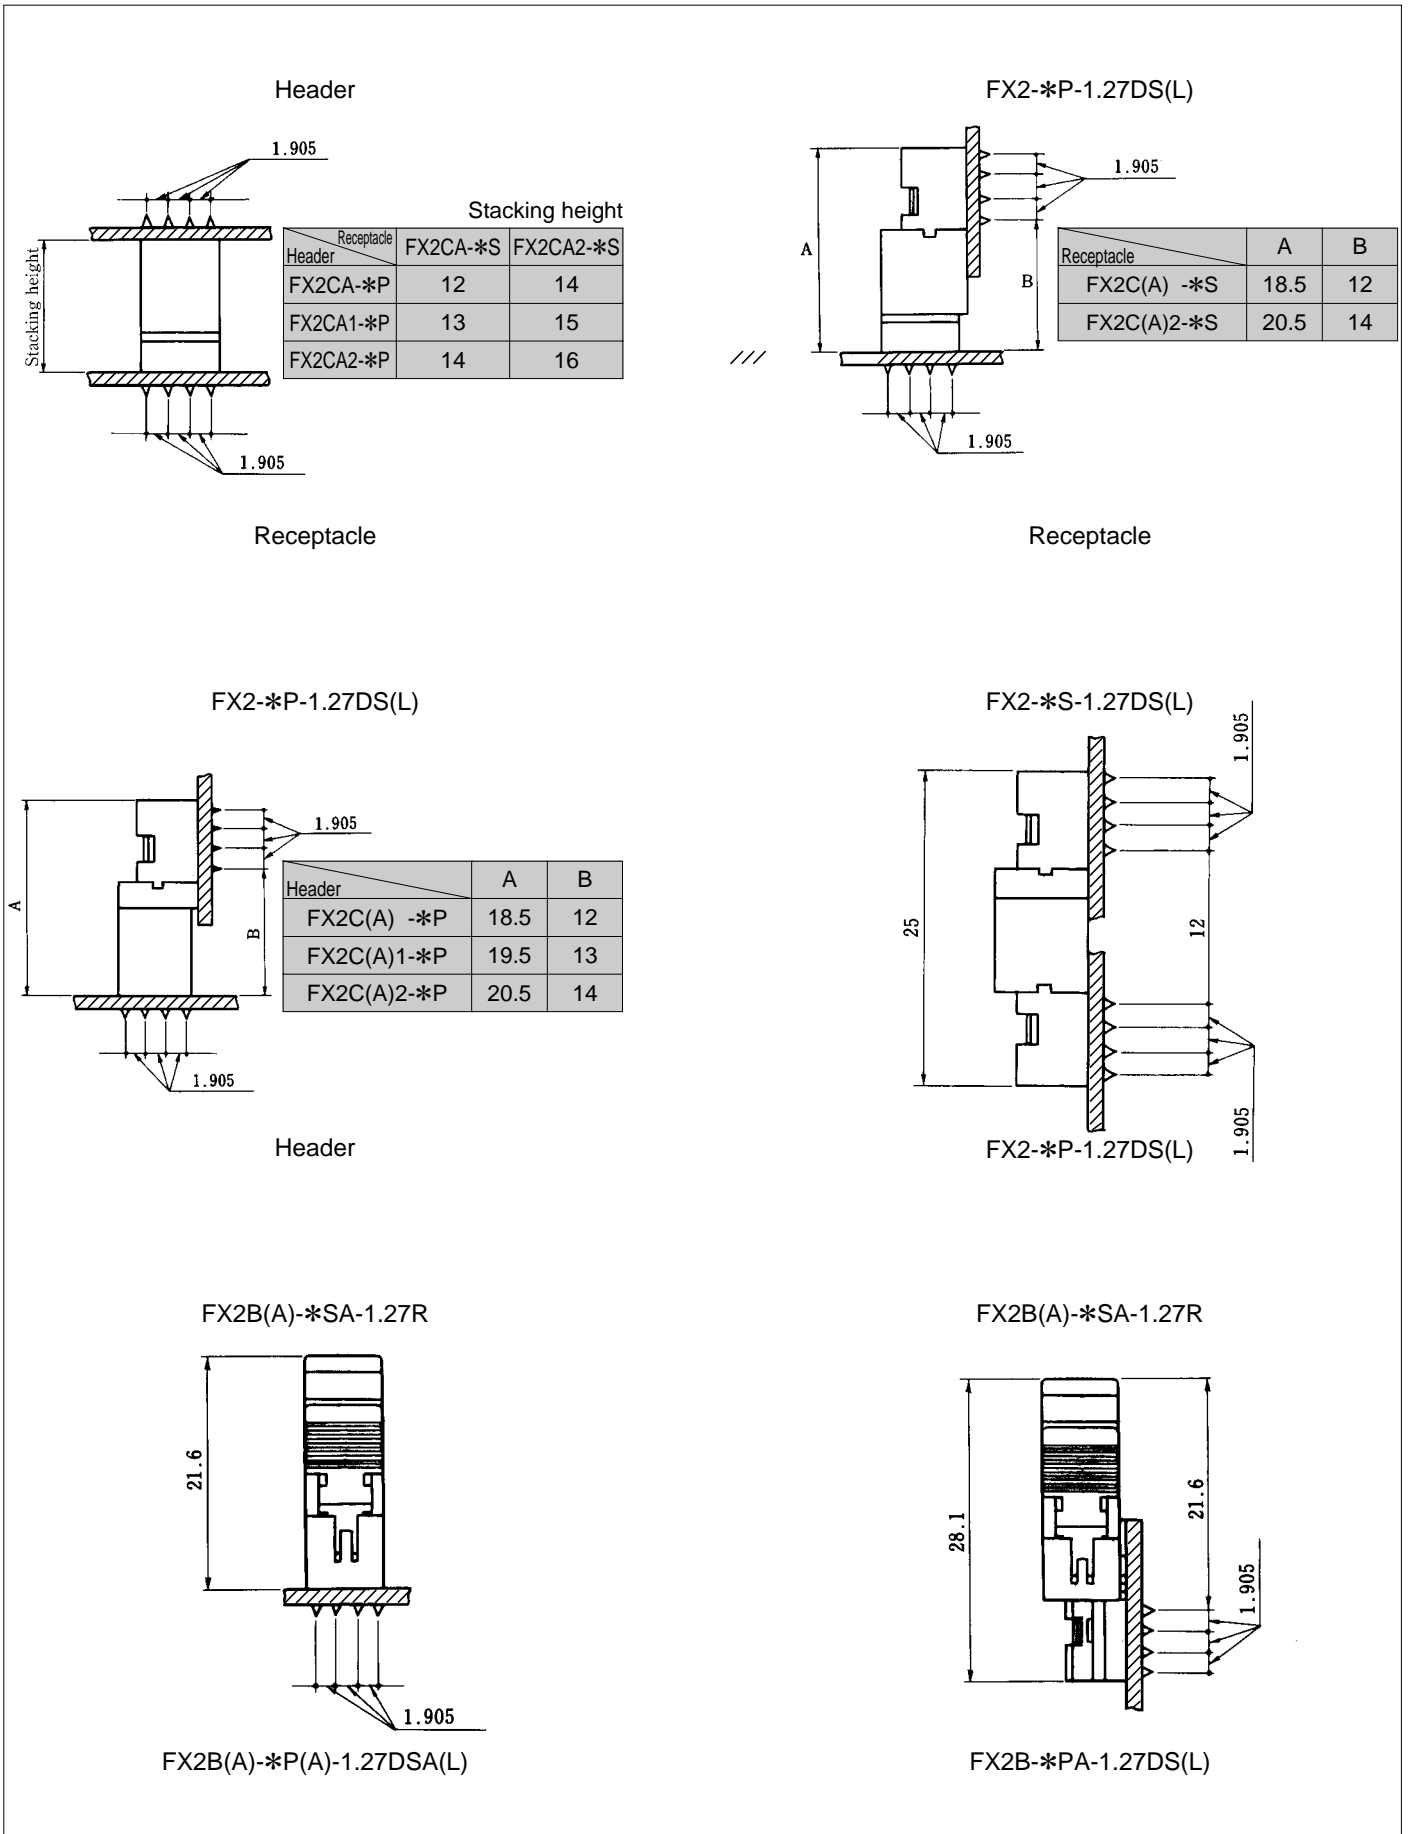 Header
1.905
Stacking height
Stacking height
Receptacle
Header
FX2CA-✻S
FX2CA2-✻S
FX2CA-✻P
12
14
FX2CA1-✻P
13
15
FX2CA2-✻P
14
16
1.905
Receptacle
FX2-✻P-1.27DS(L)
1.905
A
B
Receptacle
A
B
FX2C(A) -✻S
18.5
12
FX2C(A)2-✻S
20.5
14
1.905
Receptacle
FX2-✻P-1.27DS(L)
1.905
A
B
Header
A
B
FX2C(A) -✻P
18.5
12
FX2C(A)1-✻P
19.5
13
FX2C(A)2-✻P
20.5
14
1.905
Header
FX2-✻S-1.27DS(L)
1.905
25
12
1.905
FX2-✻P-1.27DS(L)
FX2B(A)-✻SA-1.27R
21.6
1.905
FX2B(A)-✻P(A)-1.27DSA(L)
FX2B(A)-✻SA-1.27R
28.1
21.6
1.905
FX2B-✻PA-1.27DS(L)